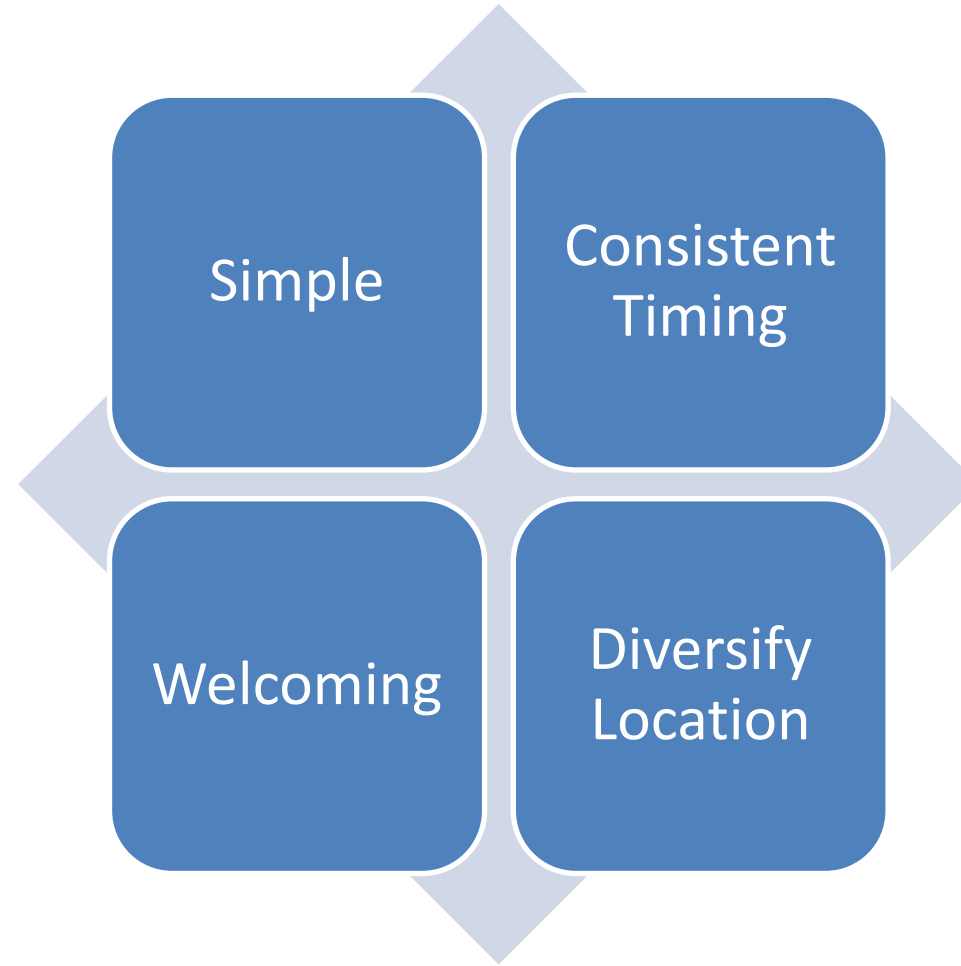 Simple
Consistent
Timing
Welcoming
Diversify
Location